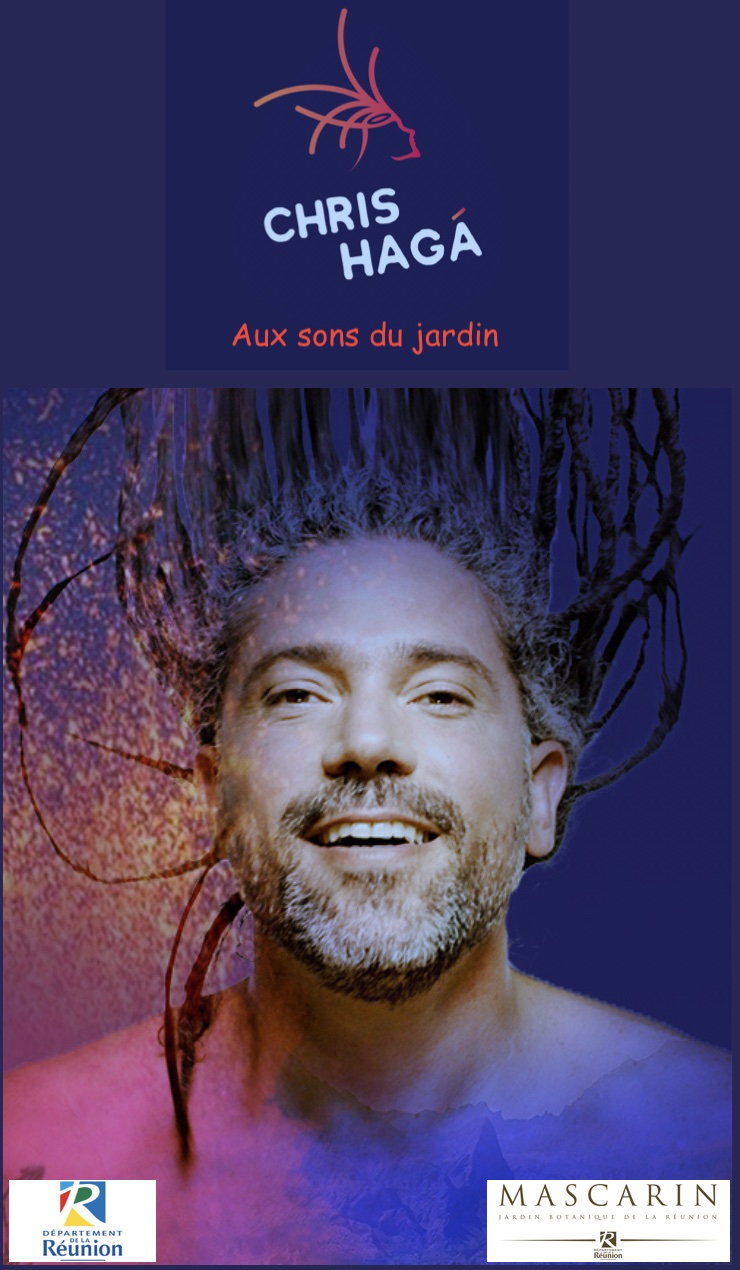 CHRIS
HAGÁ
Aux sons du jardin
DÉPARTEMENT
DE LA
Réunion
MASCARIN
JARDIN BOTANIQUE DE LA RÉUNION
DÉPARTEMENT
DE LA
Réunion